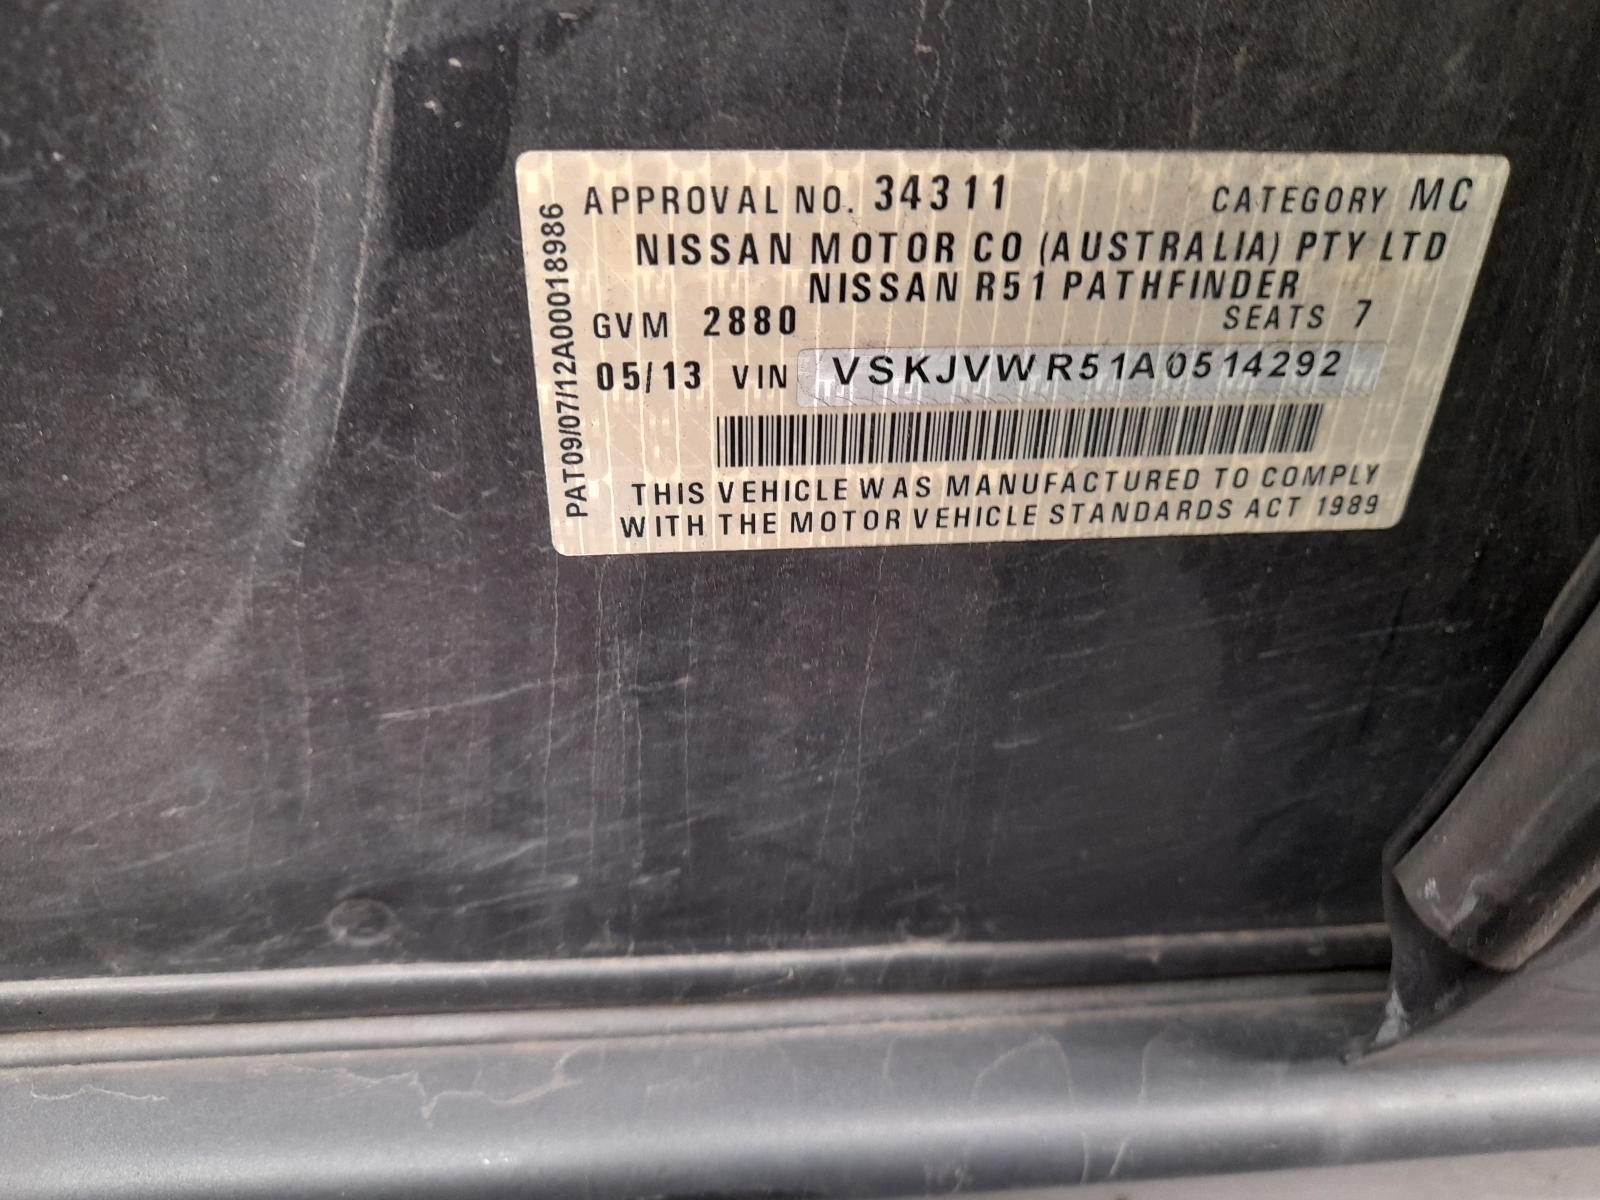 APPROVAL NO. 34311 CATEGORY MC
NISSAN MOTOR CO (AUSTRALIA) PTY LTD
NISSAN R51 PATHFINDER
GVM 2880 SEATS 7
05/13 VIN VSKJVWR51A0514292
THIS VEHICLE WAS MANUFACTURED TO COMPLY
WITH THE MOTOR VEHICLE STANDARDS ACT 1989
PAT09/07/12A00018986